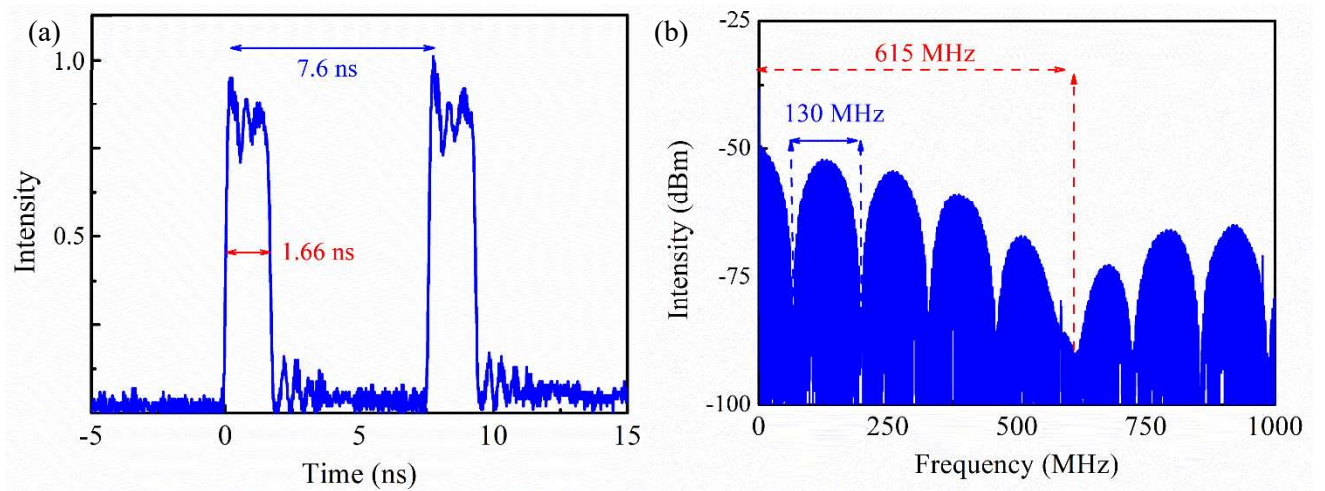 (a)
7.6 ns
1.66 ns
1.0
0.5
Intensity
-5
0
5
10
15
Time (ns)
(b)
615 MHz
130 MHz
-25
-50
-75
-100
Intensity (dBm)
0
250
500
750
1000
Frequency (MHz)